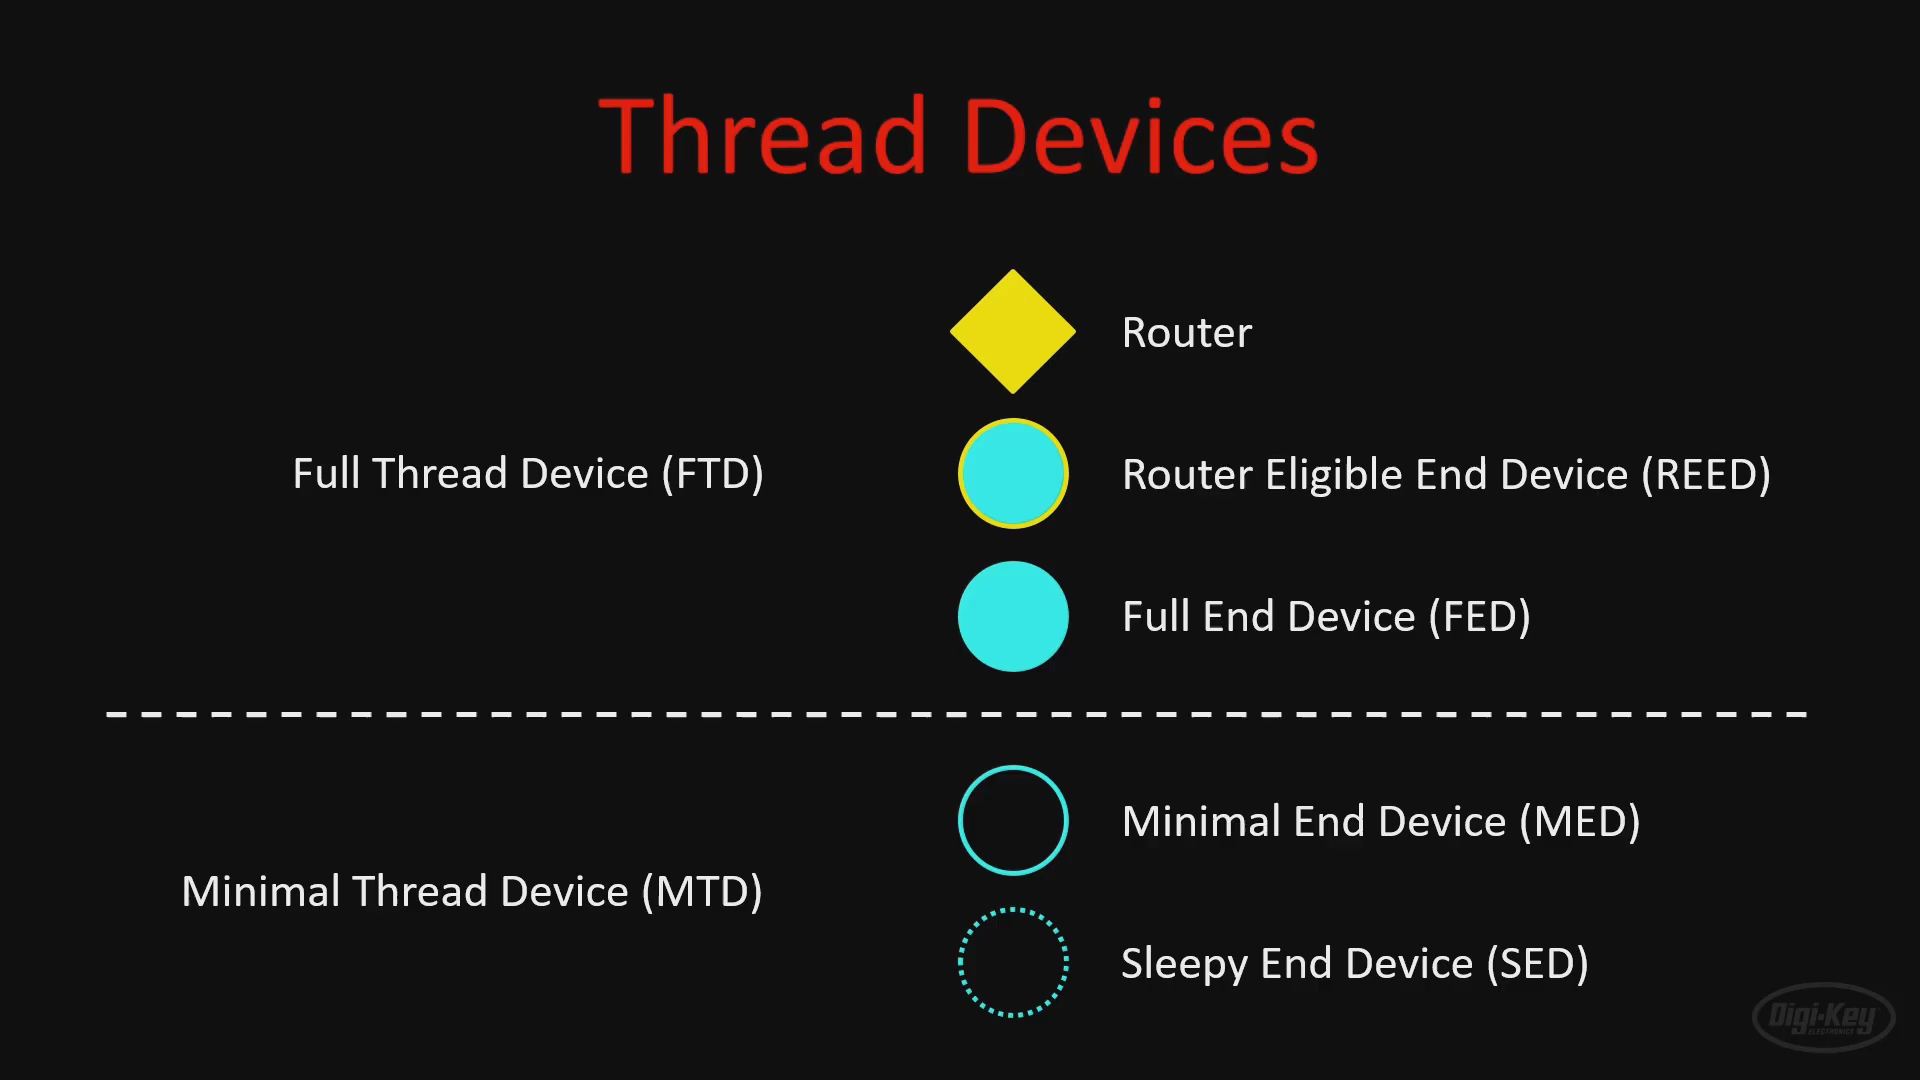 Thread Devices
Router
Full Thread Device (FTD)
Router Eligible End Device (REED)
Full End Device (FED)
Minimal End Device (MED)
Minimal Thread Device (MTD)
Sleepy End Device (SED)
Digi-Key
ELECTRONICS